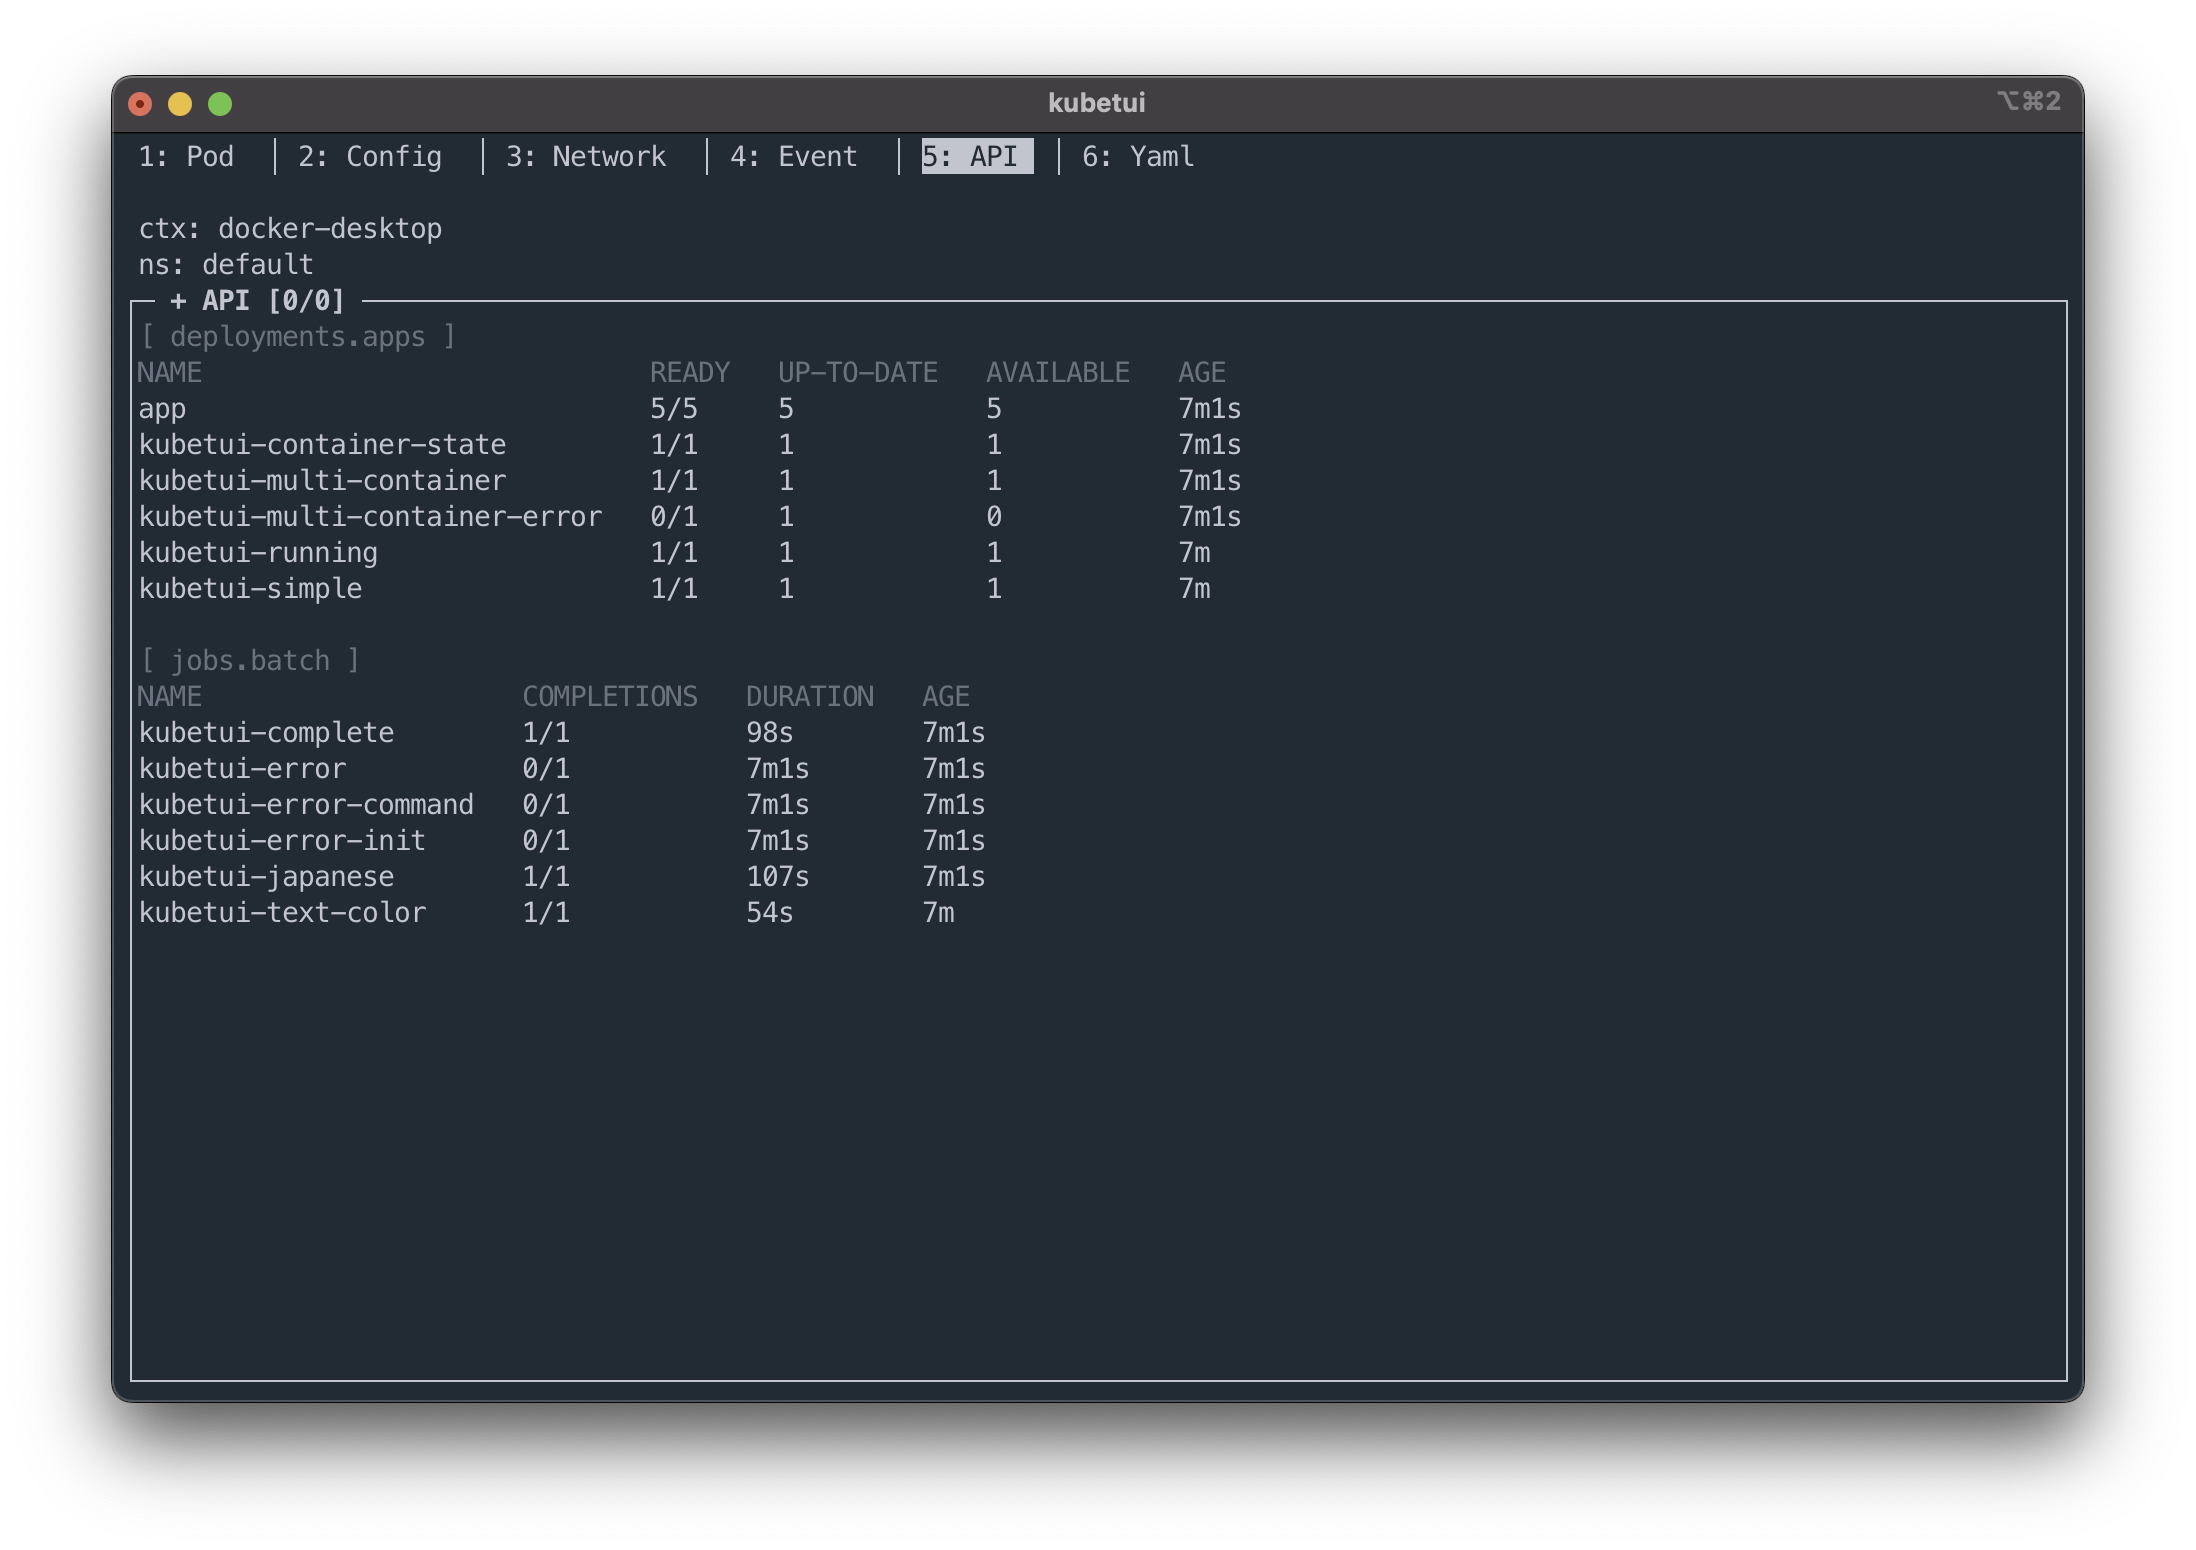 kubetui ⌥⌘2
1: Pod │ 2: Config │ 3: Network │ 4: Event │ 5: API │ 6: Yaml
ctx: docker-desktop
ns: default
+ API [0/0]
[ deployments.apps ]
NAME READY UP-TO-DATE AVAILABLE AGE
app 5/5 5 5 7m1s
kubetui-container-state 1/1 1 1 7m1s
kubetui-multi-container 1/1 1 1 7m1s
kubetui-multi-container-error 0/1 1 0 7m1s
kubetui-running 1/1 1 1 7m
kubetui-simple 1/1 1 1 7m
[ jobs.batch ]
NAME COMPLETIONS DURATION AGE
kubetui-complete 1/1 98s 7m1s
kubetui-error 0/1 7m1s 7m1s
kubetui-error-command 0/1 7m1s 7m1s
kubetui-error-init 0/1 7m1s 7m1s
kubetui-japanese 1/1 107s 7m1s
kubetui-text-color 1/1 54s 7m